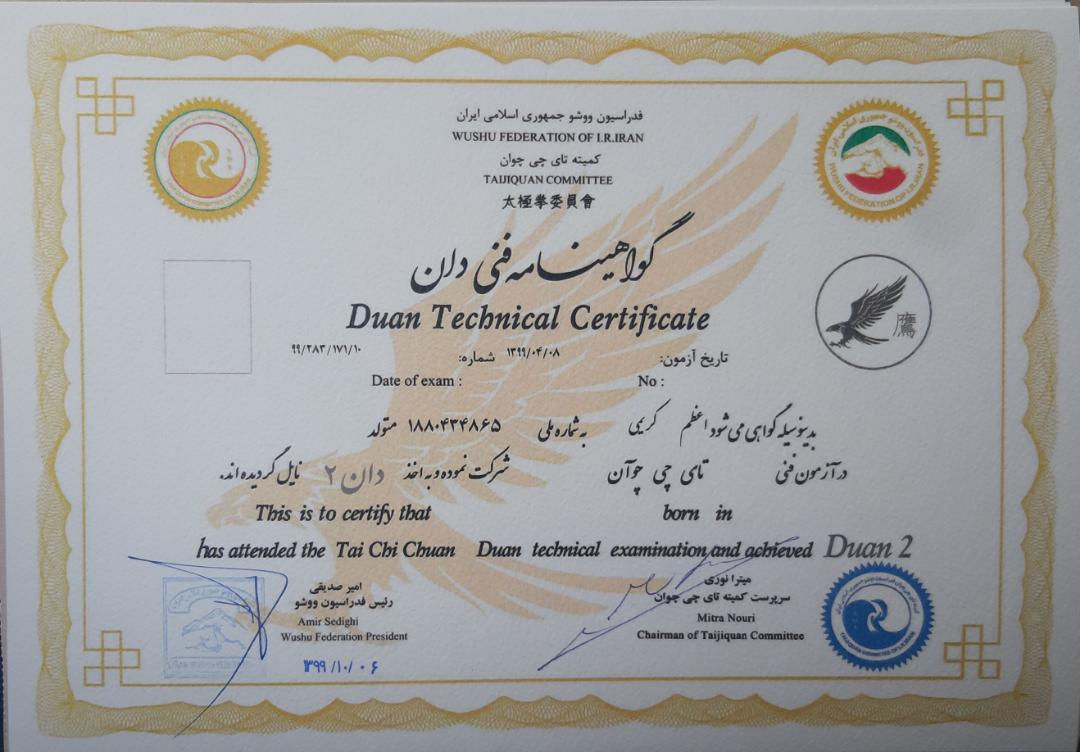 فدراسیون ووشو جمهوری اسلامی ایران
WUSHU FEDERATION OF I.R.IRAN
کمیته تای چی چوان
TAIJIQUAN COMMITTEE
太極拳委員會
فدراسیون ووشو جمهوری اسلامی ایران
WUSHU FEDERATION OF I.R.IRAN
گواهینامه فنی دان
Duan Technical Certificate
鷹
تاریخ آزمون: ۱۳۹۹/۰۴/۰۸ شماره: ۹۹/۲۸۳/۱۷۱/۱۰
Date of exam : No :
بدینوسیله گواهی می شود اعظم کریمی به شماره ملی ۱۸۸۰۴۳۴۸۶۵ متولد
در آزمون فنی تای چی چوآن شرکت نموده و به اخذ دان ۲ نایل گردیده اند.
This is to certify that born in
has attended the Tai Chi Chuan Duan technical examination and achieved Duan 2
امیر صدیقی
رئیس فدراسیون ووشو
Amir Sedighi
Wushu Federation President
۱۳۹۹/۱۰/۰۶
میترا نوری
سرپرست کمیته تای چی چوان
Mitra Nouri
Chairman of Taijiquan Committee